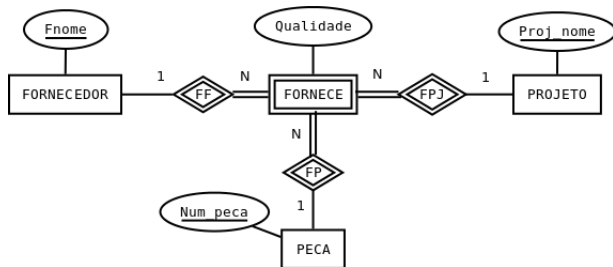 Fnome
Qualidade
Proj_nome
FORNECEDOR
1
FF
N
FORNECE
N
FPJ
1
PROJETO
N
FP
1
Num_peca
PECA